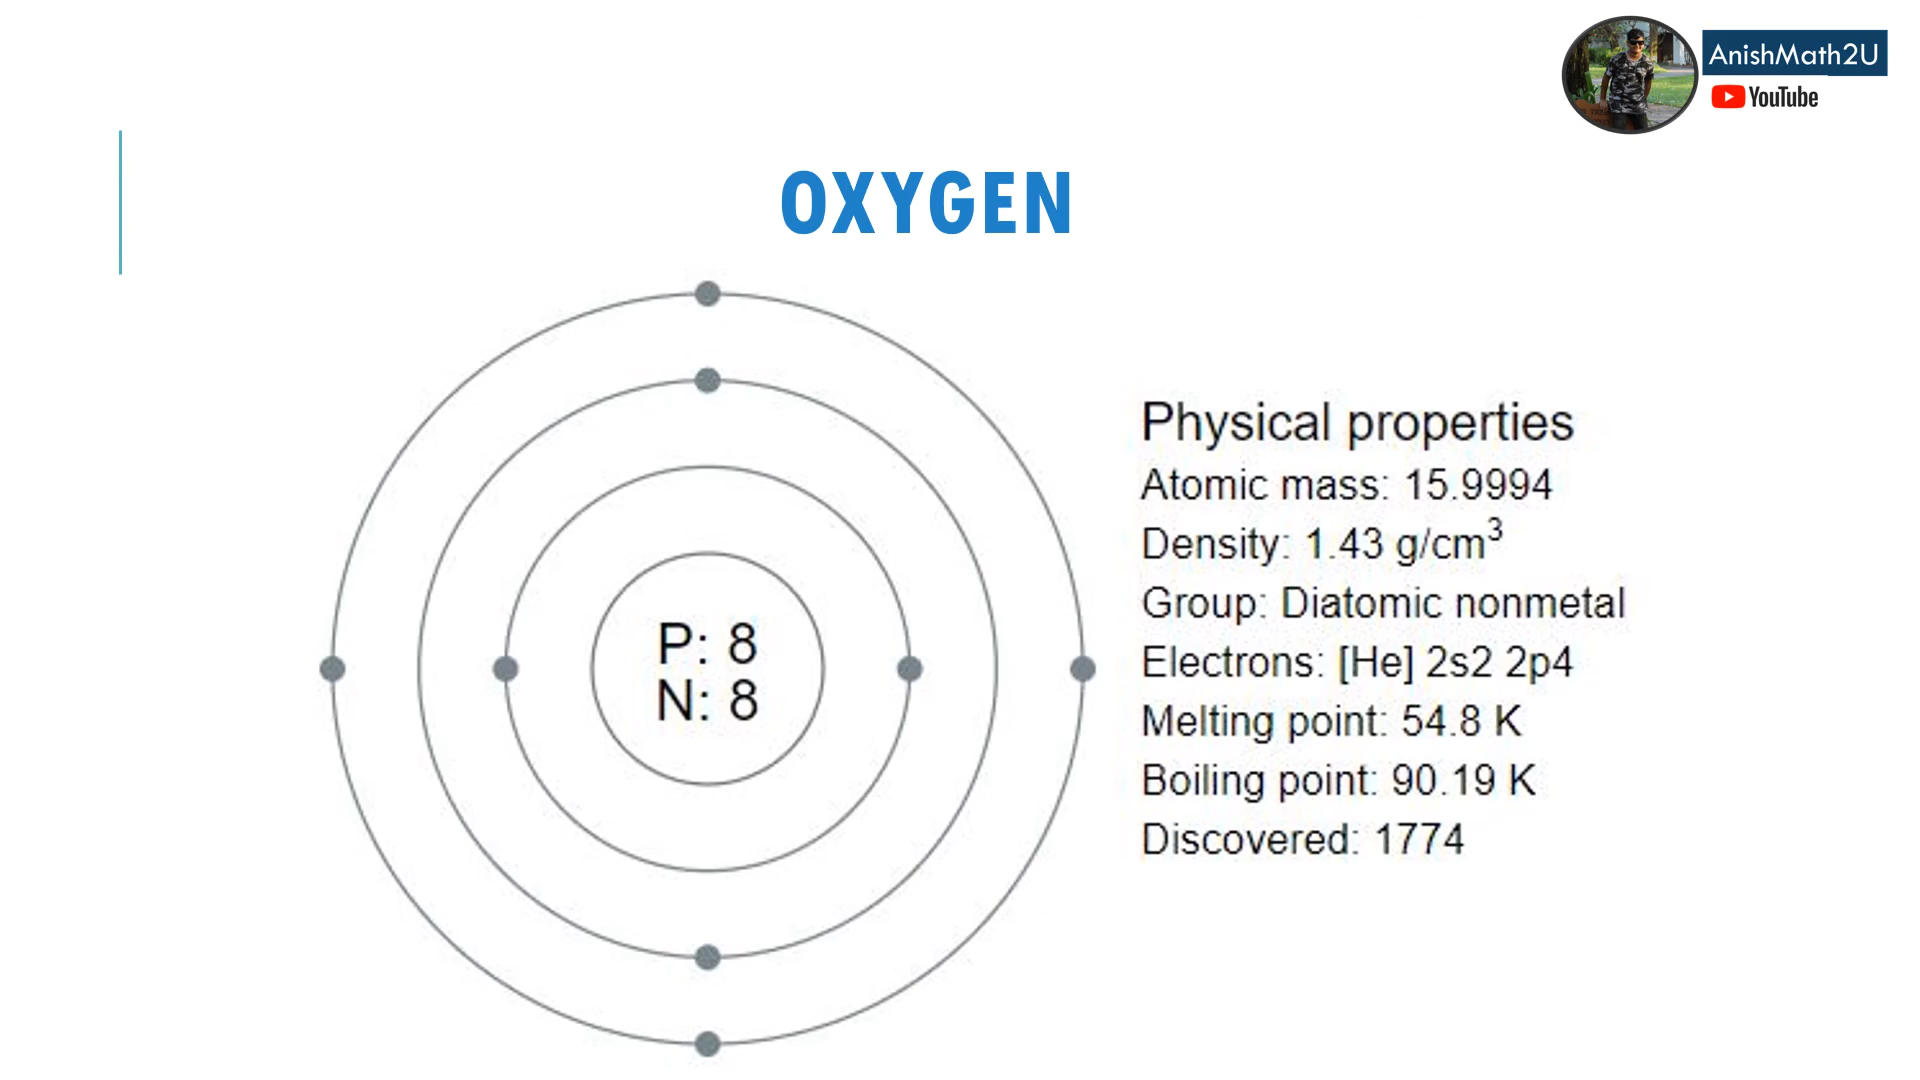 AnishMath2U
YouTube
OXYGEN
P: 8
N: 8
Physical properties
Atomic mass: 15.9994
Density: 1.43 g/cm³
Group: Diatomic nonmetal
Electrons: [He] 2s2 2p4
Melting point: 54.8 K
Boiling point: 90.19 K
Discovered: 1774